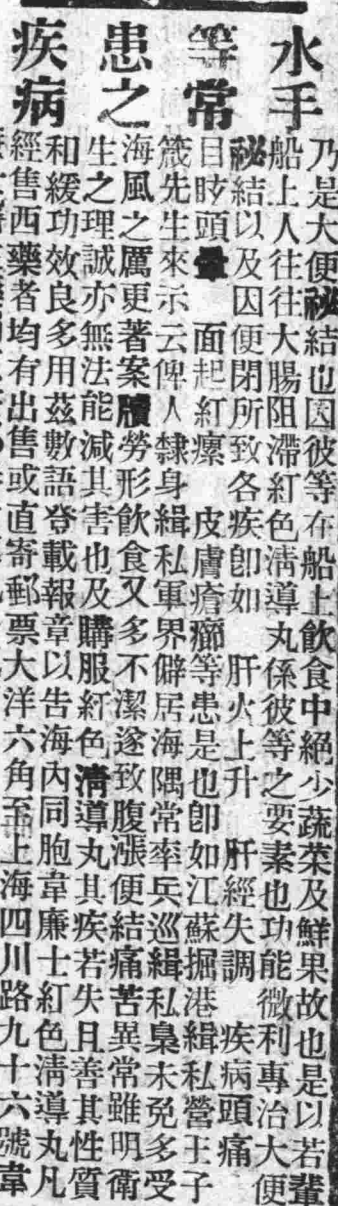 水手
等常
患之
疾病
乃是大便祕結也因彼等在船上飲食中絕少蔬菜及鮮果故也是以若輩
船上人往往大腸阻滯紅色清導丸係彼等之要素也功能微利專治大便
祕結以及因便閉所致各疾卽如 肝火上升 肝經失調 疾病頭痛
目眩頭暈 面起紅瘰 皮膚瘡癤等患是也卽如江蘇掘港緝私營王子
箴先生來示云俾人隸身緝私軍界僻居海隅常率兵巡緝私梟未免多受
海風之厲更著案牘勞形飲食又多不潔遂致腹漲便結痛苦異常雖明衛
生之理誠亦無法能減其害也及購服紅色清導丸其疾若失且善其性質
和緩功效良多用茲數語登載報章以告海內同胞韋廉士紅色清導丸凡
經售西藥者均有出售或直寄郵票大洋六角至上海四川路九十六號韋